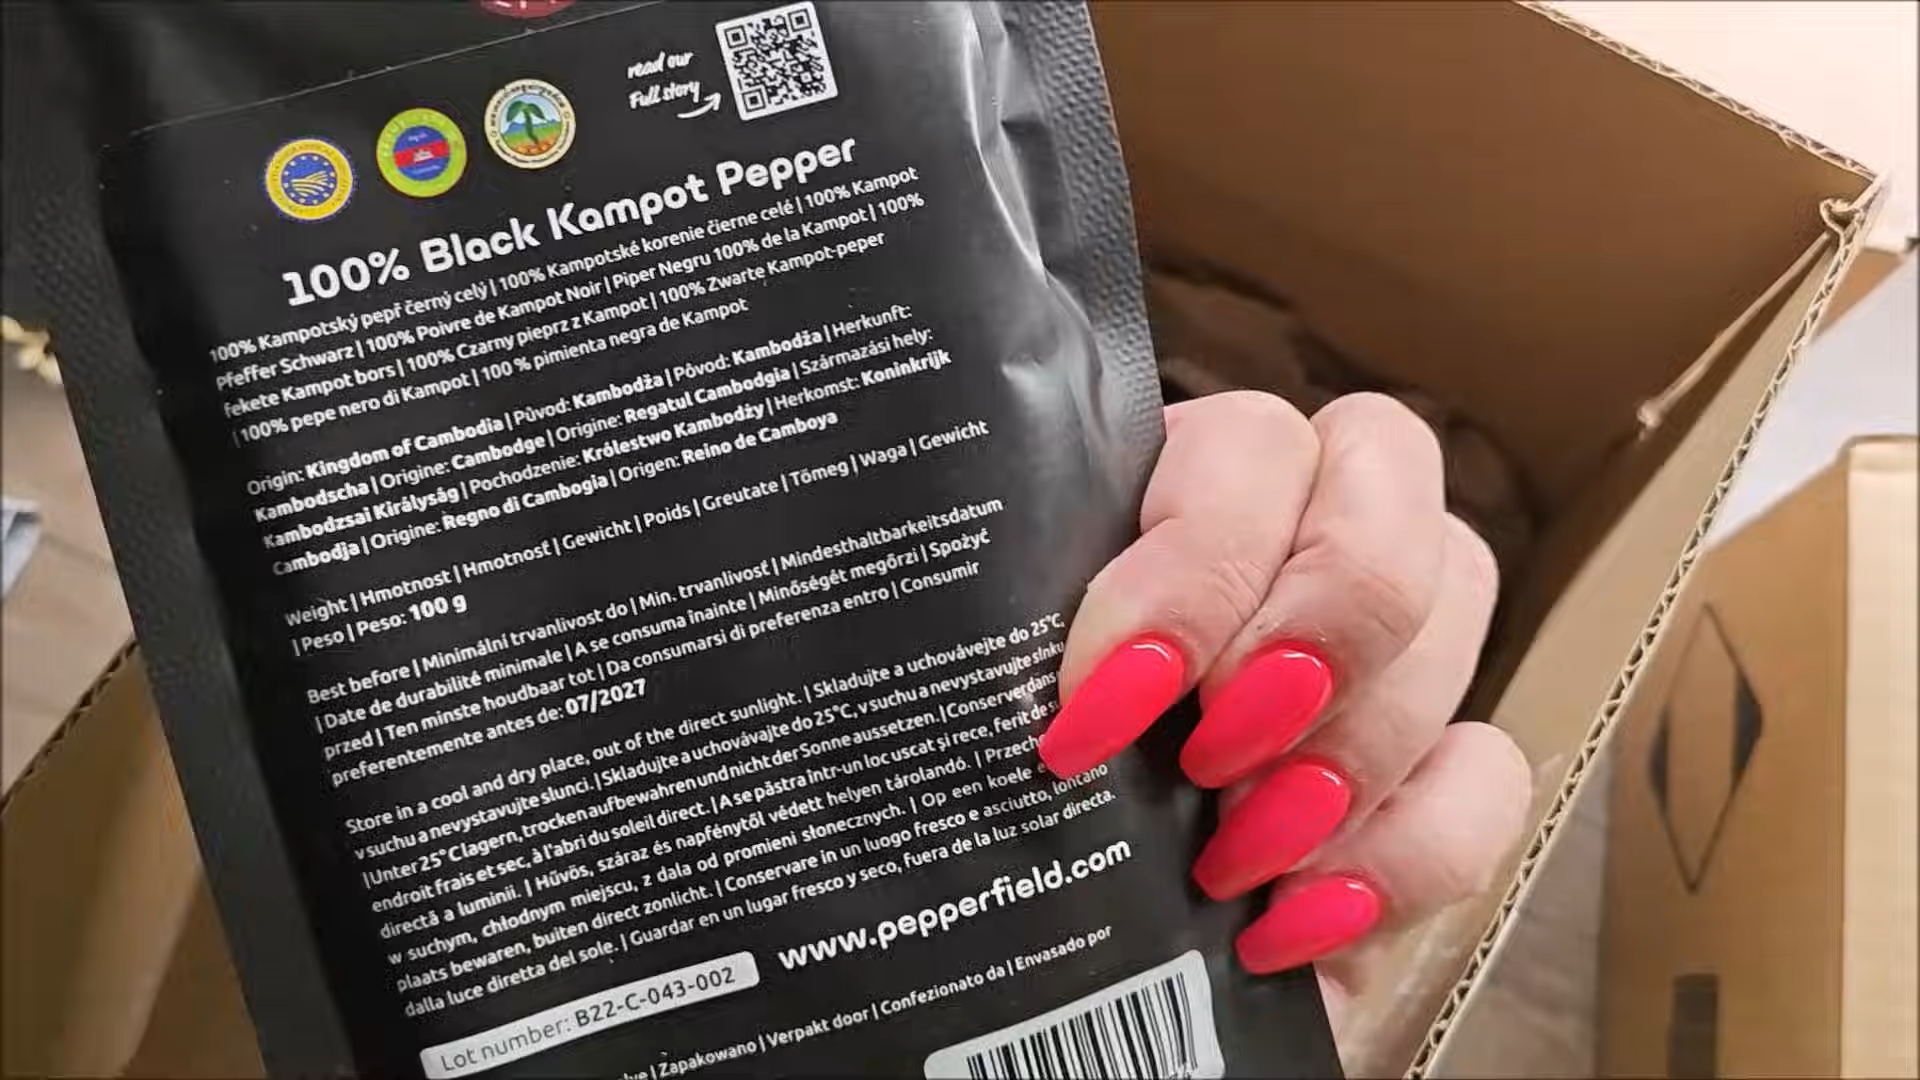 read our
Full story
100% Black Kampot Pepper
100% Kampotský pepř černý celý | 100% Kampotské korenie čierne celé | 100% Kampot
Pfeffer Schwarz | 100% Poivre de Kampot Noir | Piper Negru 100% de la Kampot | 100%
fekete Kampot bors | 100% Czarny pieprz z Kampot | 100% Zwarte Kampot-peper
| 100% pepe nero di Kampot | 100 % pimienta negra de Kampot
Origin: Kingdom of Cambodia | Původ: Kambodža | Pôvod: Kambodža | Herkunft:
Kambodscha | Origine: Cambodge | Origine: Regatul Cambodgia | Származási hely:
Kambodzsai Királyság | Pochodzenie: Królestwo Kambodży | Herkomst: Koninkrijk
Cambodja | Origine: Regno di Cambogia | Origen: Reino de Camboya
Weight | Hmotnost | Hmotnosť | Gewicht | Poids | Greutate | Tömeg | Waga | Gewicht
| Peso | Peso: 100 g
Best before | Minimální trvanlivost do | Min. trvanlivosť | Mindesthaltbarkeitsdatum
| Date de durabilité minimale | A se consuma înainte | Minőségét megőrzi | Spożyć
przed | Ten minste houdbaar tot | Da consumarsi di preferenza entro | Consumir
preferentemente antes de: 07/2027
Store in a cool and dry place, out of the direct sunlight. | Skladujte a uchovávejte do 25°C,
v suchu a nevystavujte slunci. | Skladujte a uchovávajte do 25°C, v suchu a nevystavujte slnku
| Unter 25°C lagern, trocken aufbewahren und nicht der Sonne aussetzen. | Conserver dans
endroit frais et sec, à l'abri du soleil direct. | A se păstra într-un loc uscat și rece, ferit de
directă a luminii. | Hűvös, száraz és napfénytől védett helyen tárolandó. | Przech
w suchym, chłodnym miejscu, z dala od promieni słonecznych. | Op een koele e
plaats bewaren, buiten direct zonlicht. | Conservare in un luogo fresco e asciutto, lontano
dalla luce diretta del sole. | Guardar en un lugar fresco y seco, fuera de la luz solar directa.
www.pepperfield.com
Lot number: B22-C-043-002
| Zapakowano | Verpakt door | Confezionato da | Envasado por